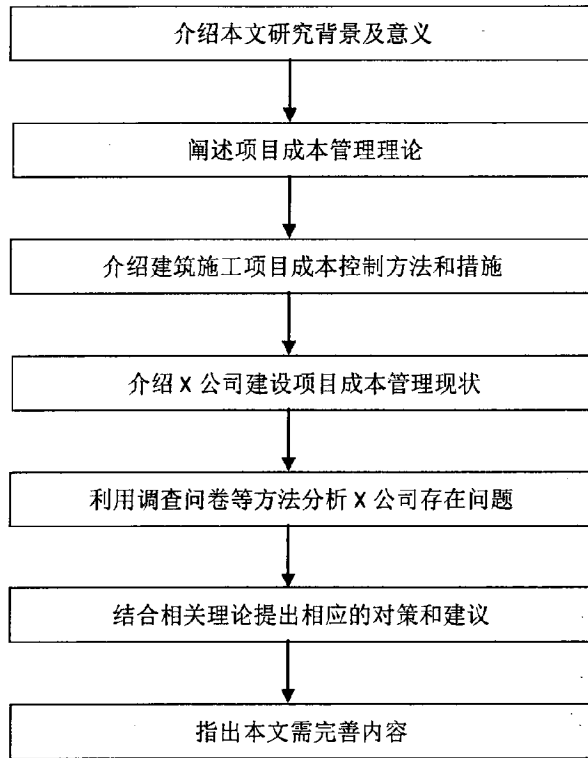 介绍本文研究背景及意义
阐述项目成本管理理论
介绍建筑施工项目成本控制方法和措施
介绍 X 公司建设项目成本管理现状
利用调查问卷等方法分析 X 公司存在问题
结合相关理论提出相应的对策和建议
指出本文需完善内容